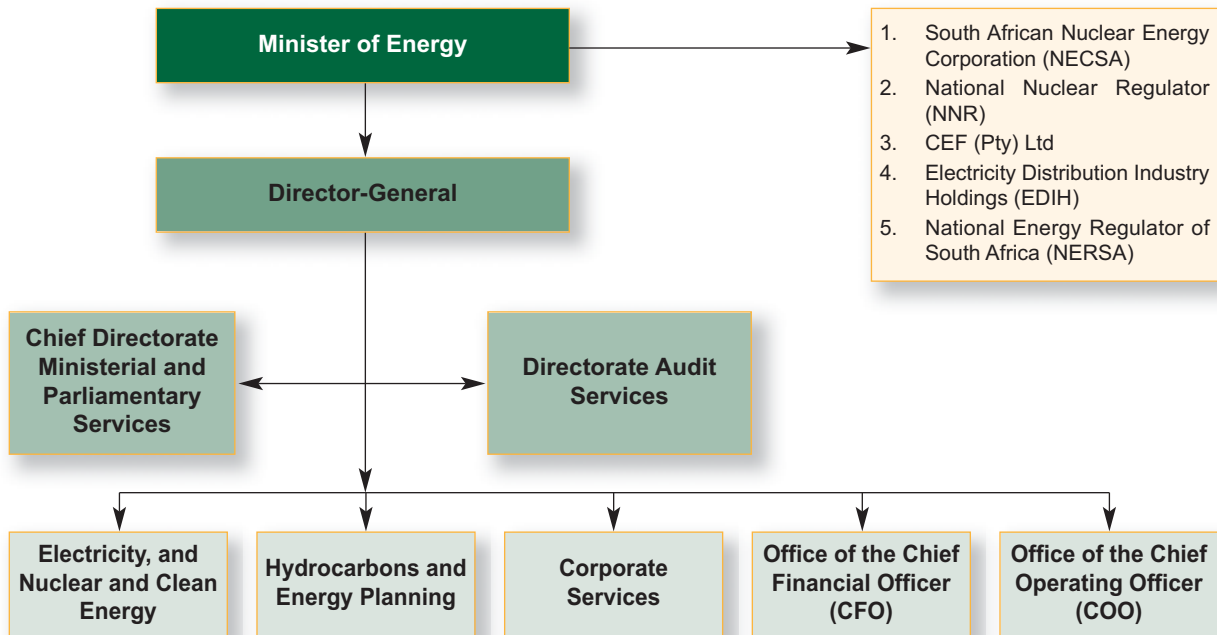 Minister of Energy
1. South African Nuclear Energy
Corporation (NECSA)
2. National Nuclear Regulator
(NNR)
3. CEF (Pty) Ltd
4. Electricity Distribution Industry
Holdings (EDIH)
5. National Energy Regulator of
South Africa (NERSA)
Director-General
Chief Directorate
Ministerial and
Parliamentary
Services
Directorate Audit
Services
Electricity, and
Nuclear and Clean
Energy
Hydrocarbons and
Energy Planning
Corporate
Services
Office of the Chief
Financial Officer
(CFO)
Office of the Chief
Operating Officer
(COO)